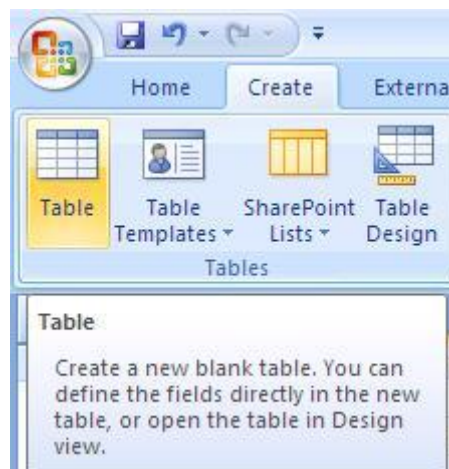 Home Create Externa
Table Table SharePoint Table
Templates Lists Design
Tables
Table
Create a new blank table. You can
define the fields directly in the new
table, or open the table in Design
view.